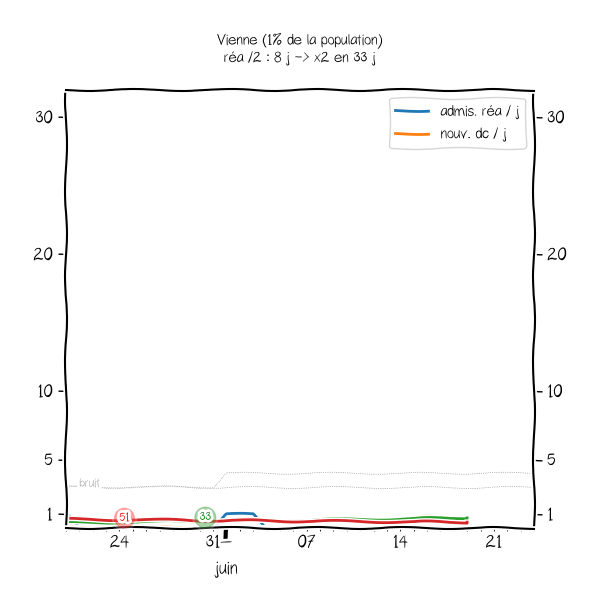 Vienne (1% de la population)
réa /2 : 8 j -> x2 en 33 j
admis. réa / j
nouv. dc / j
30
30
20
20
10
10
5
5
bruit
1
51
33
1
24
31
07
14
21
juin